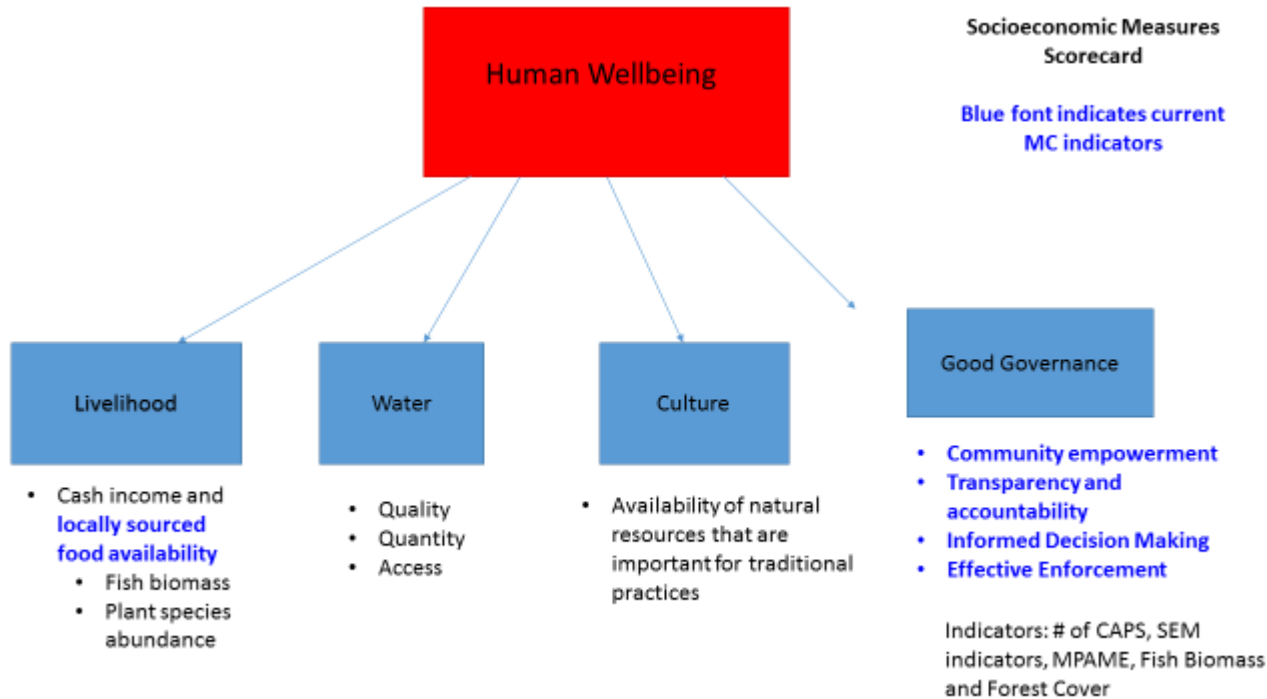 Human Wellbeing
Socioeconomic Measures
Scorecard
Blue font indicates current
MC indicators
Livelihood
Water
Culture
Good Governance
• Cash income and
locally sourced
food availability
• Fish biomass
• Plant species
abundance
• Quality
• Quantity
• Access
• Availability of natural
resources that are
important for traditional
practices
• Community empowerment
• Transparency and
accountability
• Informed Decision Making
• Effective Enforcement
Indicators: # of CAPS, SEM
indicators, MPAME, Fish Biomass
and Forest Cover